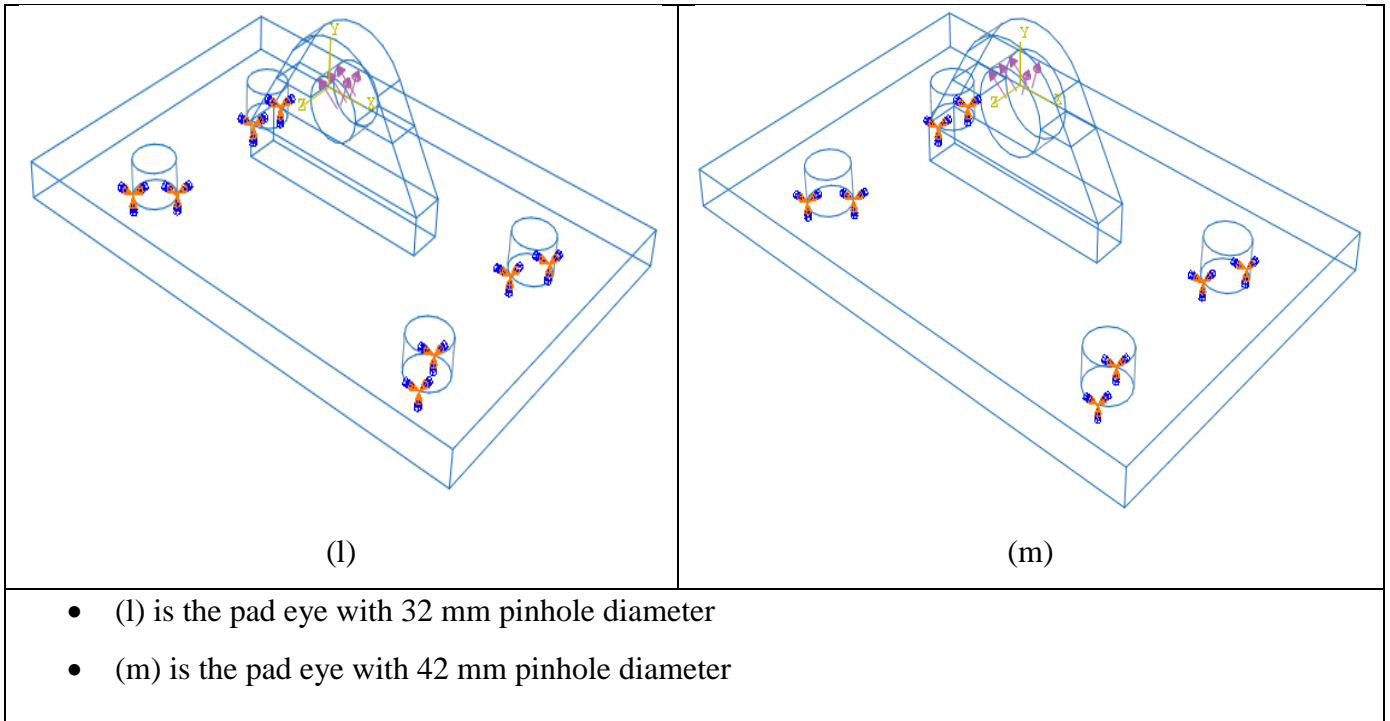 Y
X
Z
Y
X
Z
(l)
(m)
• (l) is the pad eye with 32 mm pinhole diameter
• (m) is the pad eye with 42 mm pinhole diameter